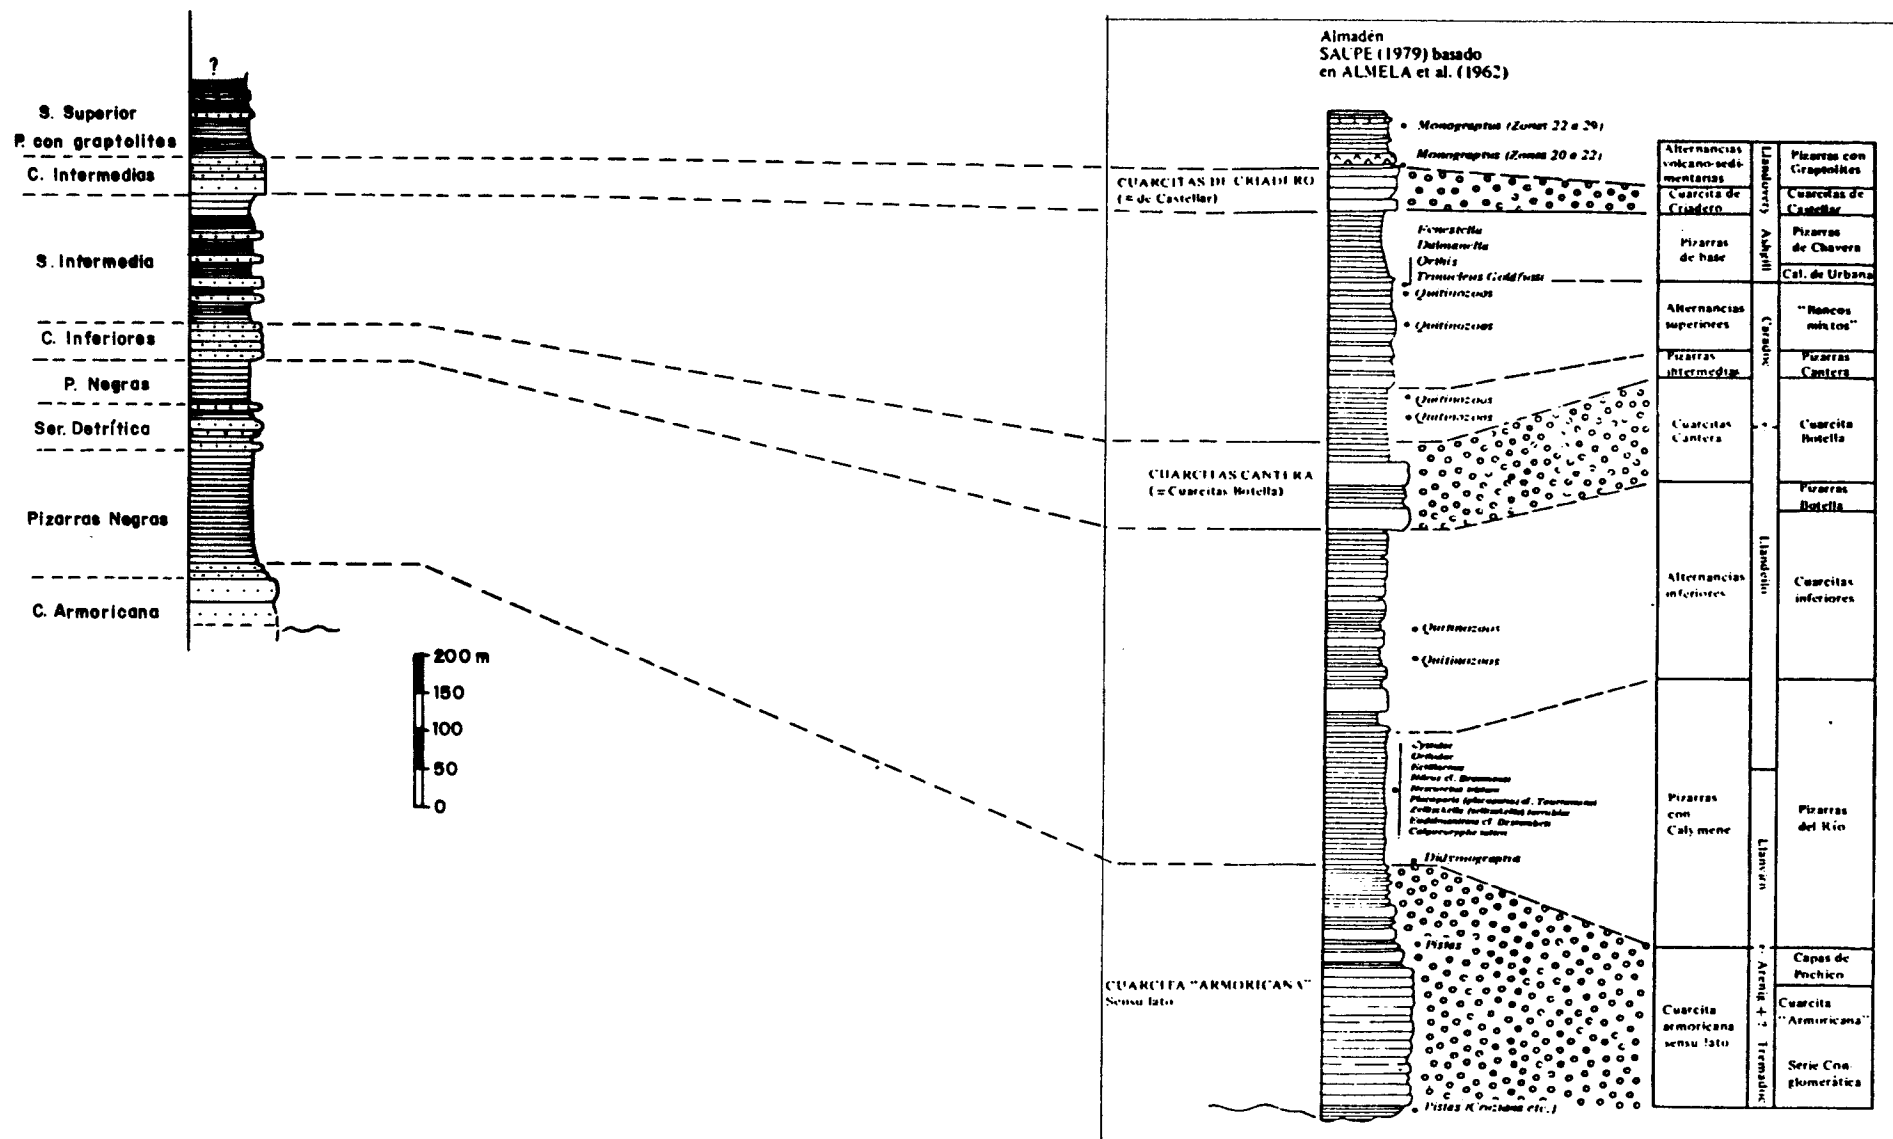 ?
S. Superior
P. con graptolites
C. Intermedias
S. Intermedia
C. Inferiores
P. Negras
Ser. Detrítica
Pizarras Negras
C. Armoricana
200 m
150
100
50
0
Almadén
SAUPE (1979) basado
en ALMELA et al. (1962)
CUARCITAS DE CRIADERO
(= de Castellar)
CUARCITAS CANTERA
(= Cuarcitas Botella)
CUARCITA "ARMORICANA"
Sensu lato
Monograptus (Zonas 22 a 29)
Monograptus (Zonas 20 a 22)
Fenestella
Dalmanella
Orthis
Trinucleus Goldfussi
Quitinozoos
Quitinozoos
Quitinozoos
Quitinozoos
Quitinozoos
Quitinozoos
Didymograptus
Pistas
Pistas (Cruziana etc.)
Alternancias
volcano-sedi-
mentarias
Cuarcita de
Criadero
Pizarras
de base
Alternancias
superiores
Pizarras
intermedias
Cuarcitas
Cantera
Alternancias
inferiores
Pizarras
con
Calymene
Cuarcita
armoricana
sensu lato
Llandovery
Ashgill
Caradoc
Llandeilo
Llanvirn
Arenig + ? Tremadoc
Pizarras con
Graptolites
Cuarcitas de
Castellar
Pizarras
de Chavera
Cal. de Urbana
"Bancos
mixtos"
Pizarras
Cantera
Cuarcita
Botella
Pizarras
Botella
Cuarcitas
inferiores
Pizarras
del Río
Capas de
Pochico
Cuarcita
"Armoricana"
Serie Con-
glomerática